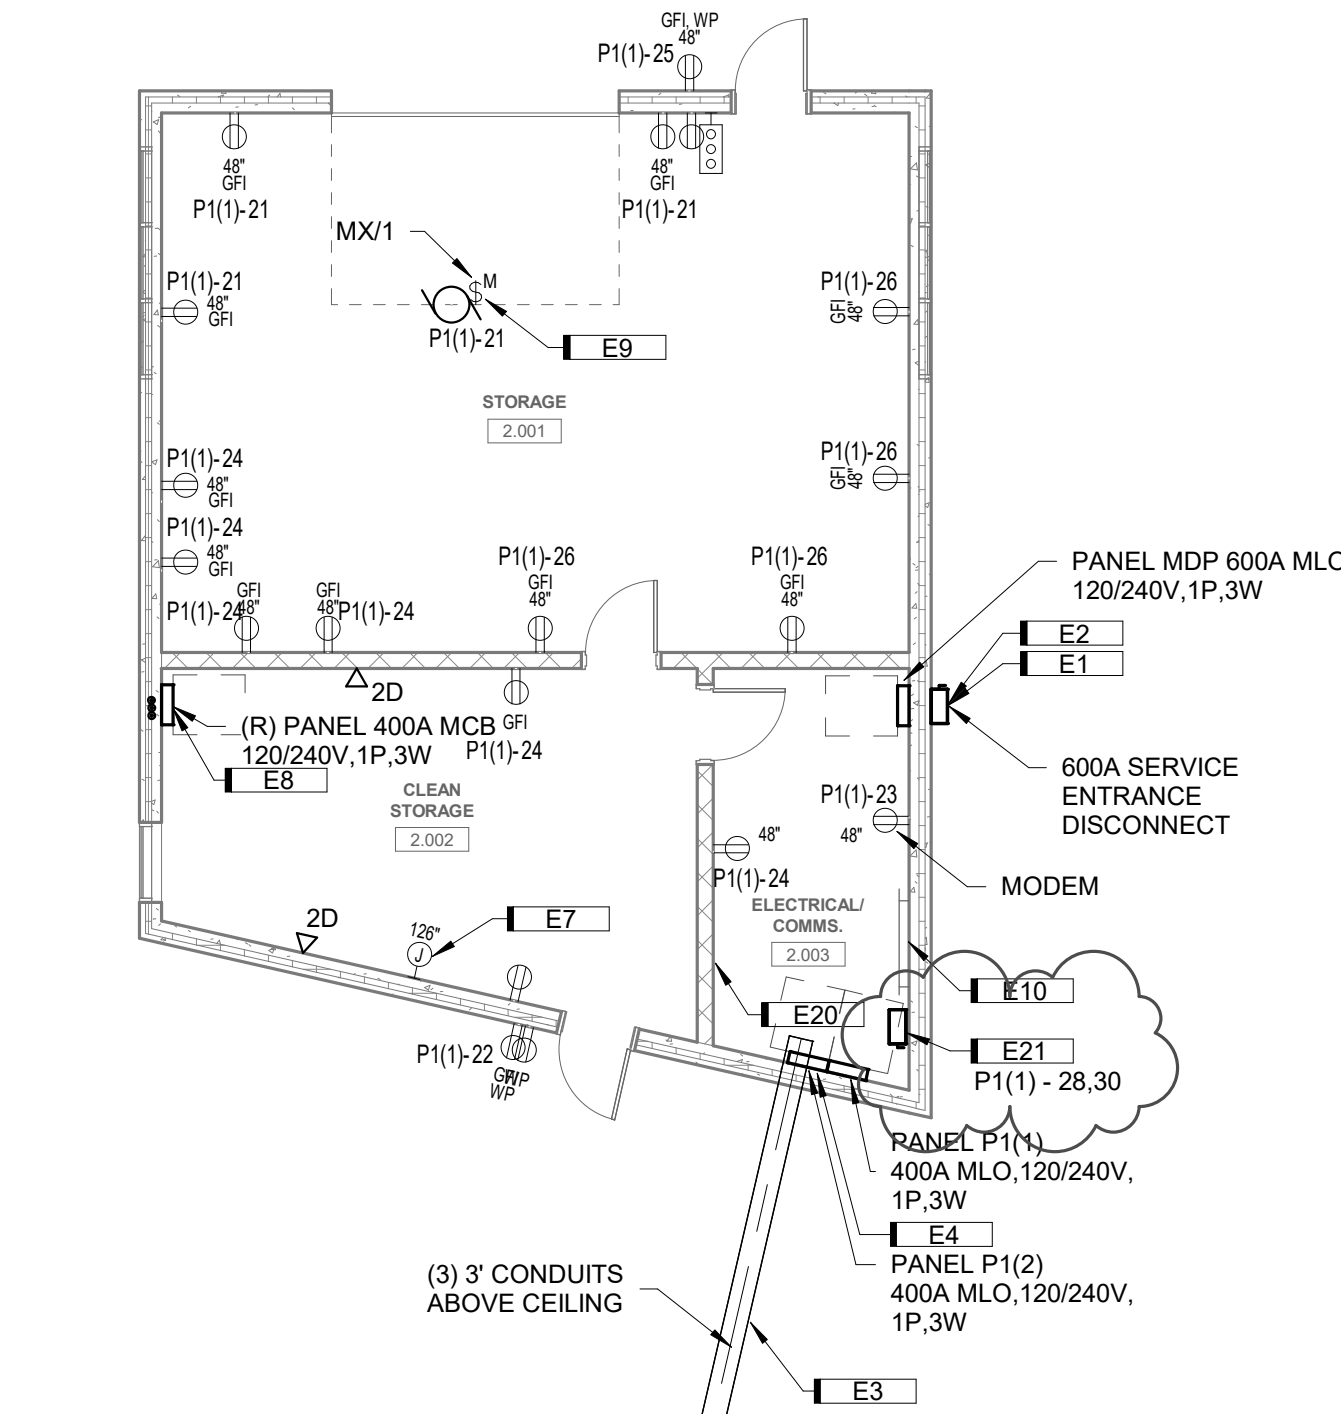 GFI, WP
48"
P1(1)-25
48"
GFI
P1(1)-21
48"
GFI
P1(1)-21
MX/1
M
$
P1(1)-21
E9
P1(1)-21
48"
GFI
P1(1)-26
GFI
48"
STORAGE
2.001
P1(1)-24
48"
GFI
P1(1)-26
GFI
48"
P1(1)-24
48"
GFI
P1(1)-24
GFI
48"
GFI
48"
P1(1)-24
P1(1)-26
GFI
48"
P1(1)-26
GFI
48"
PANEL MDP 600A MLO
120/240V,1P,3W
E2
E1
2D
(R) PANEL 400A MCB
120/240V,1P,3W
E8
GFI
P1(1)-24
600A SERVICE
ENTRANCE
DISCONNECT
CLEAN
STORAGE
2.002
P1(1)-23
48"
MODEM
48"
P1(1)-24
ELECTRICAL/
COMMS.
2.003
2D
126"
J
E7
E10
E20
E21
P1(1) - 28,30
P1(1)-22
GFI
WP
WP
PANEL P1(1)
400A MLO,120/240V,
1P,3W
E4
PANEL P1(2)
400A MLO,120/240V,
1P,3W
(3) 3' CONDUITS
ABOVE CEILING
E3